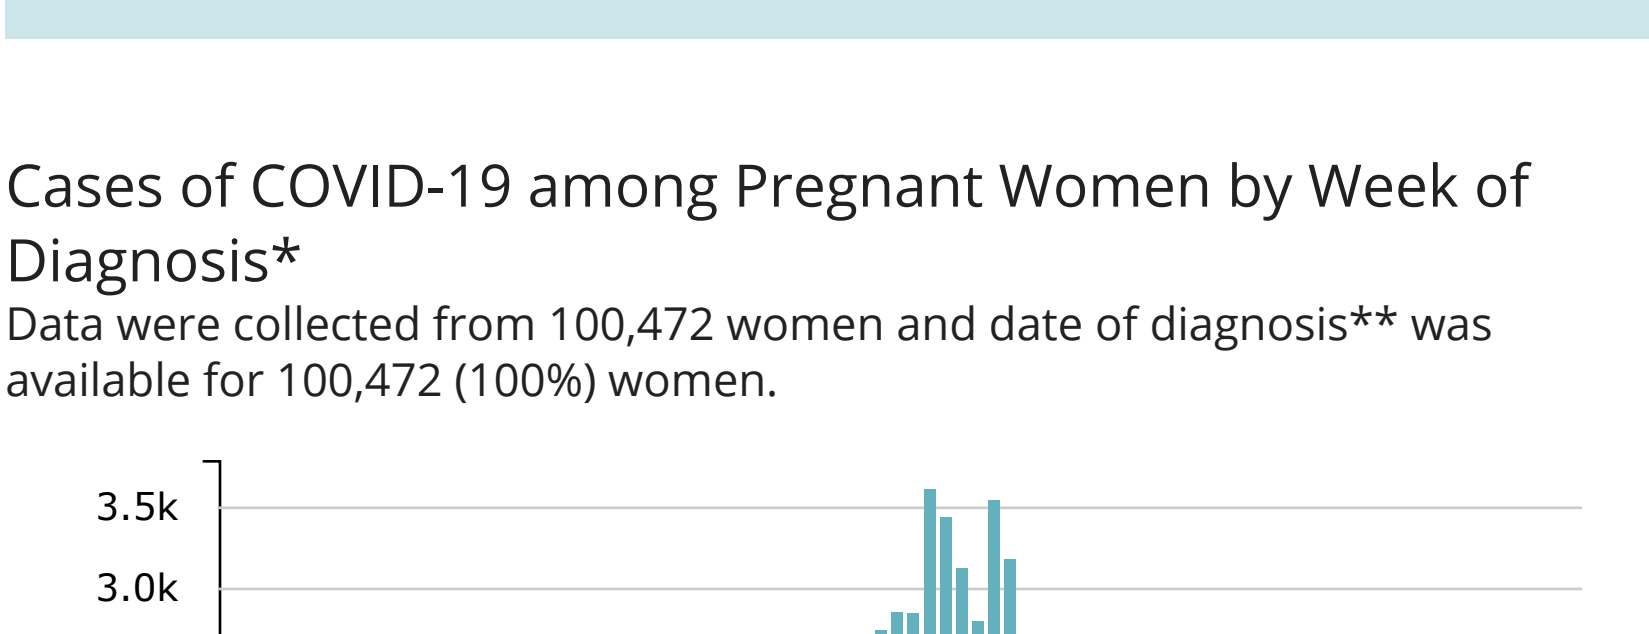 Cases of COVID-19 among Pregnant Women by Week of
Diagnosis*
Data were collected from 100,472 women and date of diagnosis** was
available for 100,472 (100%) women.
3.5k
3.0k